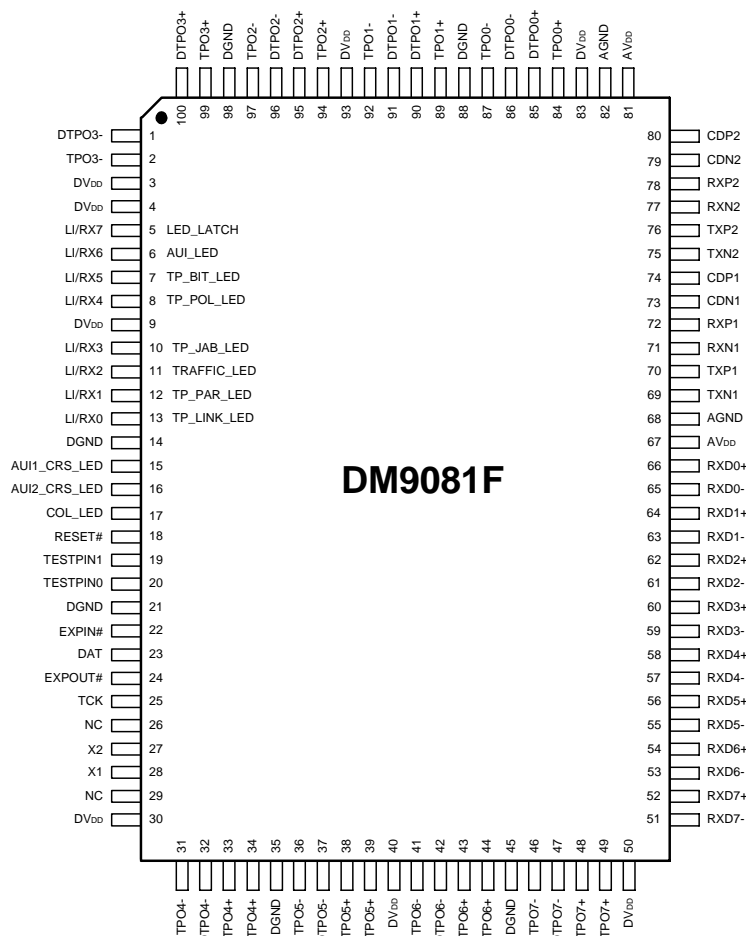 DTPO3+
TPO3+
DGND
TPO2-
DTPO2-
DTPO2+
TPO2+
DVDD
TPO1-
DTPO1-
DTPO1+
TPO1+
DGND
TPO0-
DTPO0-
DTPO0+
TPO0+
DVDD
AGND
AVDD
100
99
98
97
96
95
94
93
92
91
90
89
88
87
86
85
84
83
82
81
DTPO3- 1
TPO3- 2
DVDD 3
DVDD 4
LI/RX7 5 LED_LATCH
LI/RX6 6 AUI_LED
LI/RX5 7 TP_BIT_LED
LI/RX4 8 TP_POL_LED
DVDD 9
LI/RX3 10 TP_JAB_LED
LI/RX2 11 TRAFFIC_LED
LI/RX1 12 TP_PAR_LED
LI/RX0 13 TP_LINK_LED
DGND 14
AUI1_CRS_LED 15
AUI2_CRS_LED 16
COL_LED 17
RESET# 18
TESTPIN1 19
TESTPIN0 20
DGND 21
EXPIN# 22
DAT 23
EXPOUT# 24
TCK 25
NC 26
X2 27
X1 28
NC 29
DVDD 30
DM9081F
80 CDP2
79 CDN2
78 RXP2
77 RXN2
76 TXP2
75 TXN2
74 CDP1
73 CDN1
72 RXP1
71 RXN1
70 TXP1
69 TXN1
68 AGND
67 AVDD
66 RXD0+
65 RXD0-
64 RXD1+
63 RXD1-
62 RXD2+
61 RXD2-
60 RXD3+
59 RXD3-
58 RXD4+
57 RXD4-
56 RXD5+
55 RXD5-
54 RXD6+
53 RXD6-
52 RXD7+
51 RXD7-
31
32
33
34
35
36
37
38
39
40
41
42
43
44
45
46
47
48
49
50
TPO4-
TPO4-
TPO4+
TPO4+
DGND
TPO5-
TPO5-
TPO5+
TPO5+
DVDD
TPO6-
TPO6-
TPO6+
TPO6+
DGND
TPO7-
TPO7-
TPO7+
TPO7+
DVDD